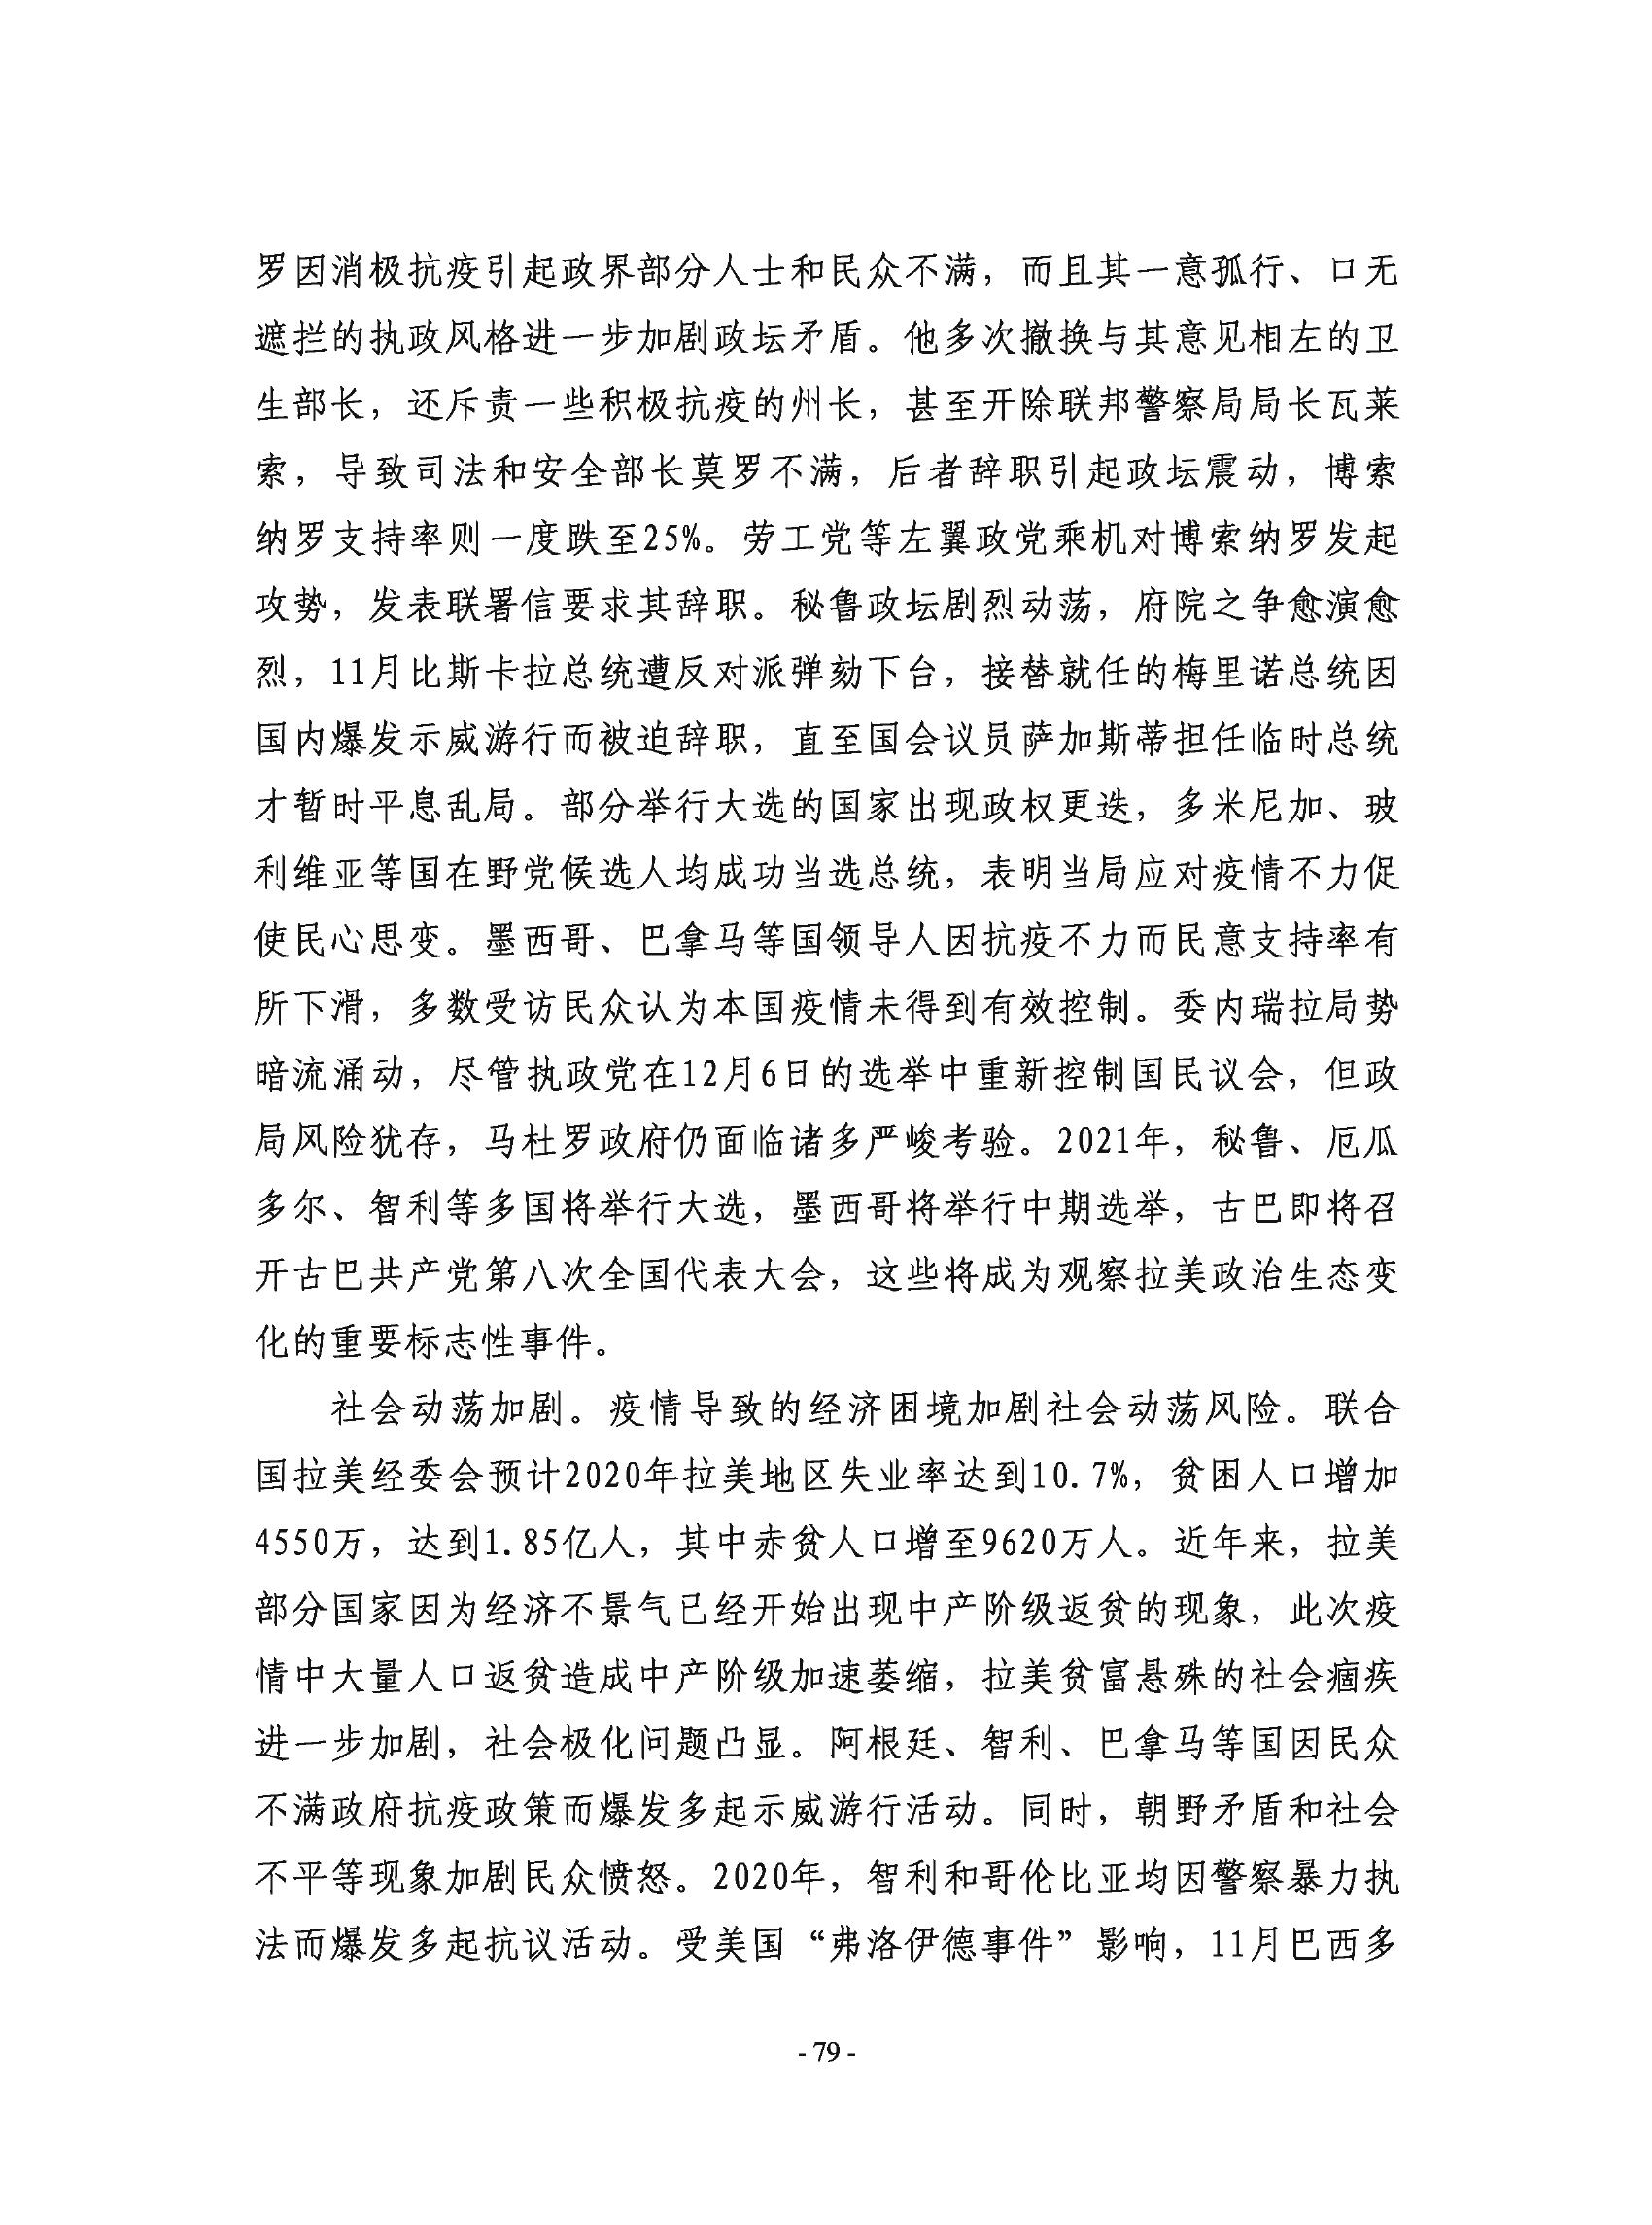 罗因消极抗疫引起政界部分人士和民众不满，而且其一意孤行、口无
遮拦的执政风格进一步加剧政坛矛盾。他多次撤换与其意见相左的卫
生部长，还斥责一些积极抗疫的州长，甚至开除联邦警察局局长瓦莱
索，导致司法和安全部长莫罗不满，后者辞职引起政坛震动，博索
纳罗支持率则一度跌至25%。劳工党等左翼政党乘机对博索纳罗发起
攻势，发表联署信要求其辞职。秘鲁政坛剧烈动荡，府院之争愈演愈
烈，11月比斯卡拉总统遭反对派弹劾下台，接替就任的梅里诺总统因
国内爆发示威游行而被迫辞职，直至国会议员萨加斯蒂担任临时总统
才暂时平息乱局。部分举行大选的国家出现政权更迭，多米尼加、玻
利维亚等国在野党候选人均成功当选总统，表明当局应对疫情不力促
使民心思变。墨西哥、巴拿马等国领导人因抗疫不力而民意支持率有
所下滑，多数受访民众认为本国疫情未得到有效控制。委内瑞拉局势
暗流涌动，尽管执政党在12月6日的选举中重新控制国民议会，但政
局风险犹存，马杜罗政府仍面临诸多严峻考验。2021年，秘鲁、厄瓜
多尔、智利等多国将举行大选，墨西哥将举行中期选举，古巴即将召
开古巴共产党第八次全国代表大会，这些将成为观察拉美政治生态变
化的重要标志性事件。
社会动荡加剧。疫情导致的经济困境加剧社会动荡风险。联合
国拉美经委会预计2020年拉美地区失业率达到10.7%，贫困人口增加
4550万，达到1.85亿人，其中赤贫人口增至9620万人。近年来，拉美
部分国家因为经济不景气已经开始出现中产阶级返贫的现象，此次疫
情中大量人口返贫造成中产阶级加速萎缩，拉美贫富悬殊的社会痼疾
进一步加剧，社会极化问题凸显。阿根廷、智利、巴拿马等国因民众
不满政府抗疫政策而爆发多起示威游行活动。同时，朝野矛盾和社会
不平等现象加剧民众愤怒。2020年，智利和哥伦比亚均因警察暴力执
法而爆发多起抗议活动。受美国“弗洛伊德事件”影响，11月巴西多
- 79 -